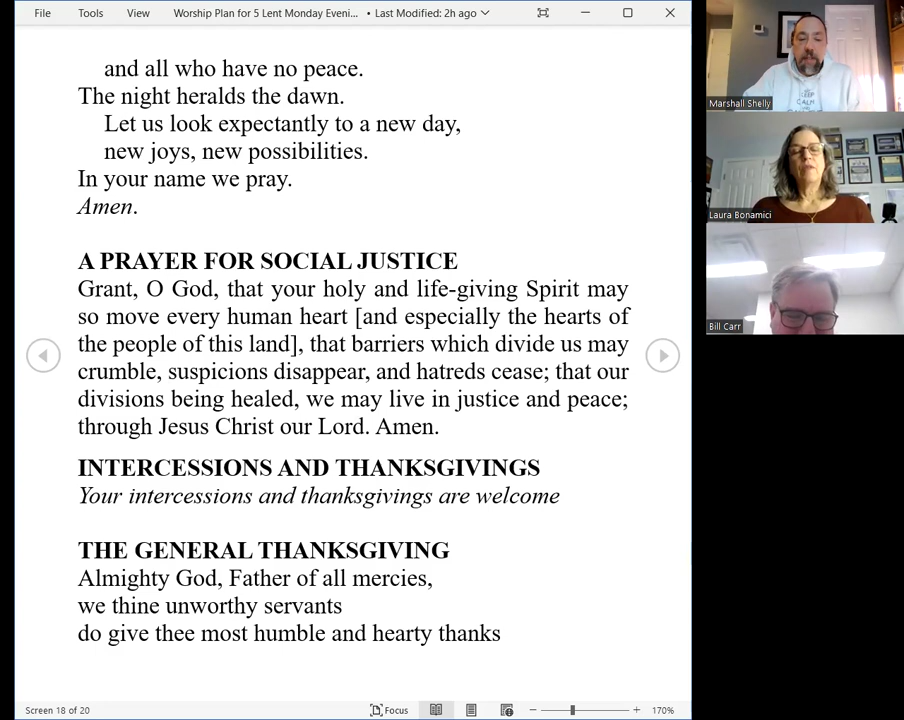 File Tools View Worship Plan for 5 Lent Monday Eveni... • Last Modified: 2h ago
and all who have no peace.
The night heralds the dawn.
Let us look expectantly to a new day,
new joys, new possibilities.
In your name we pray.
Amen.
A PRAYER FOR SOCIAL JUSTICE
Grant, O God, that your holy and life-giving Spirit may
so move every human heart [and especially the hearts of
the people of this land], that barriers which divide us may
crumble, suspicions disappear, and hatreds cease; that our
divisions being healed, we may live in justice and peace;
through Jesus Christ our Lord. Amen.
INTERCESSIONS AND THANKSGIVINGS
Your intercessions and thanksgivings are welcome
THE GENERAL THANKSGIVING
Almighty God, Father of all mercies,
we thine unworthy servants
do give thee most humble and hearty thanks
Screen 18 of 20 Focus 170%
KEEP
CALM
Marshall Shelly
Laura Bonamici
Bill Carr